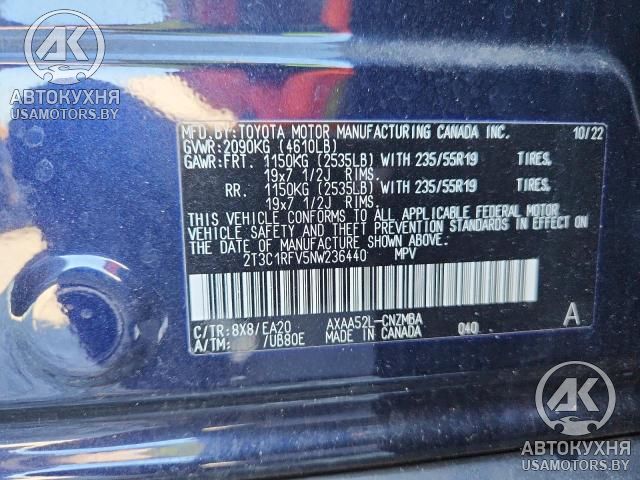 AK
АВТОКУХНЯ
USAMOTORS.BY
MFD.BY:TOYOTA MOTOR MANUFACTURING CANADA INC. 10/22
GVWR:2090KG (4610LB)
GAWR:FRT. 1150KG (2535LB) WITH 235/55R19 TIRES,
19x7 1/2J RIMS.
RR. 1150KG (2535LB) WITH 235/55R19 TIRES,
19x7 1/2J RIMS.
THIS VEHICLE CONFORMS TO ALL APPLICABLE FEDERAL MOTOR
VEHICLE SAFETY AND THEFT PREVENTION STANDARDS IN EFFECT
ON THE DATE OF MANUFACTURE SHOWN ABOVE.
2T3C1RFV5NW236440 MPV
C/TR:8X8/EA20 AXAA52L-CNZMBA A
A/TM: /UB80E MADE IN CANADA 040
AK
АВТОКУХНЯ
USAMOTORS.BY